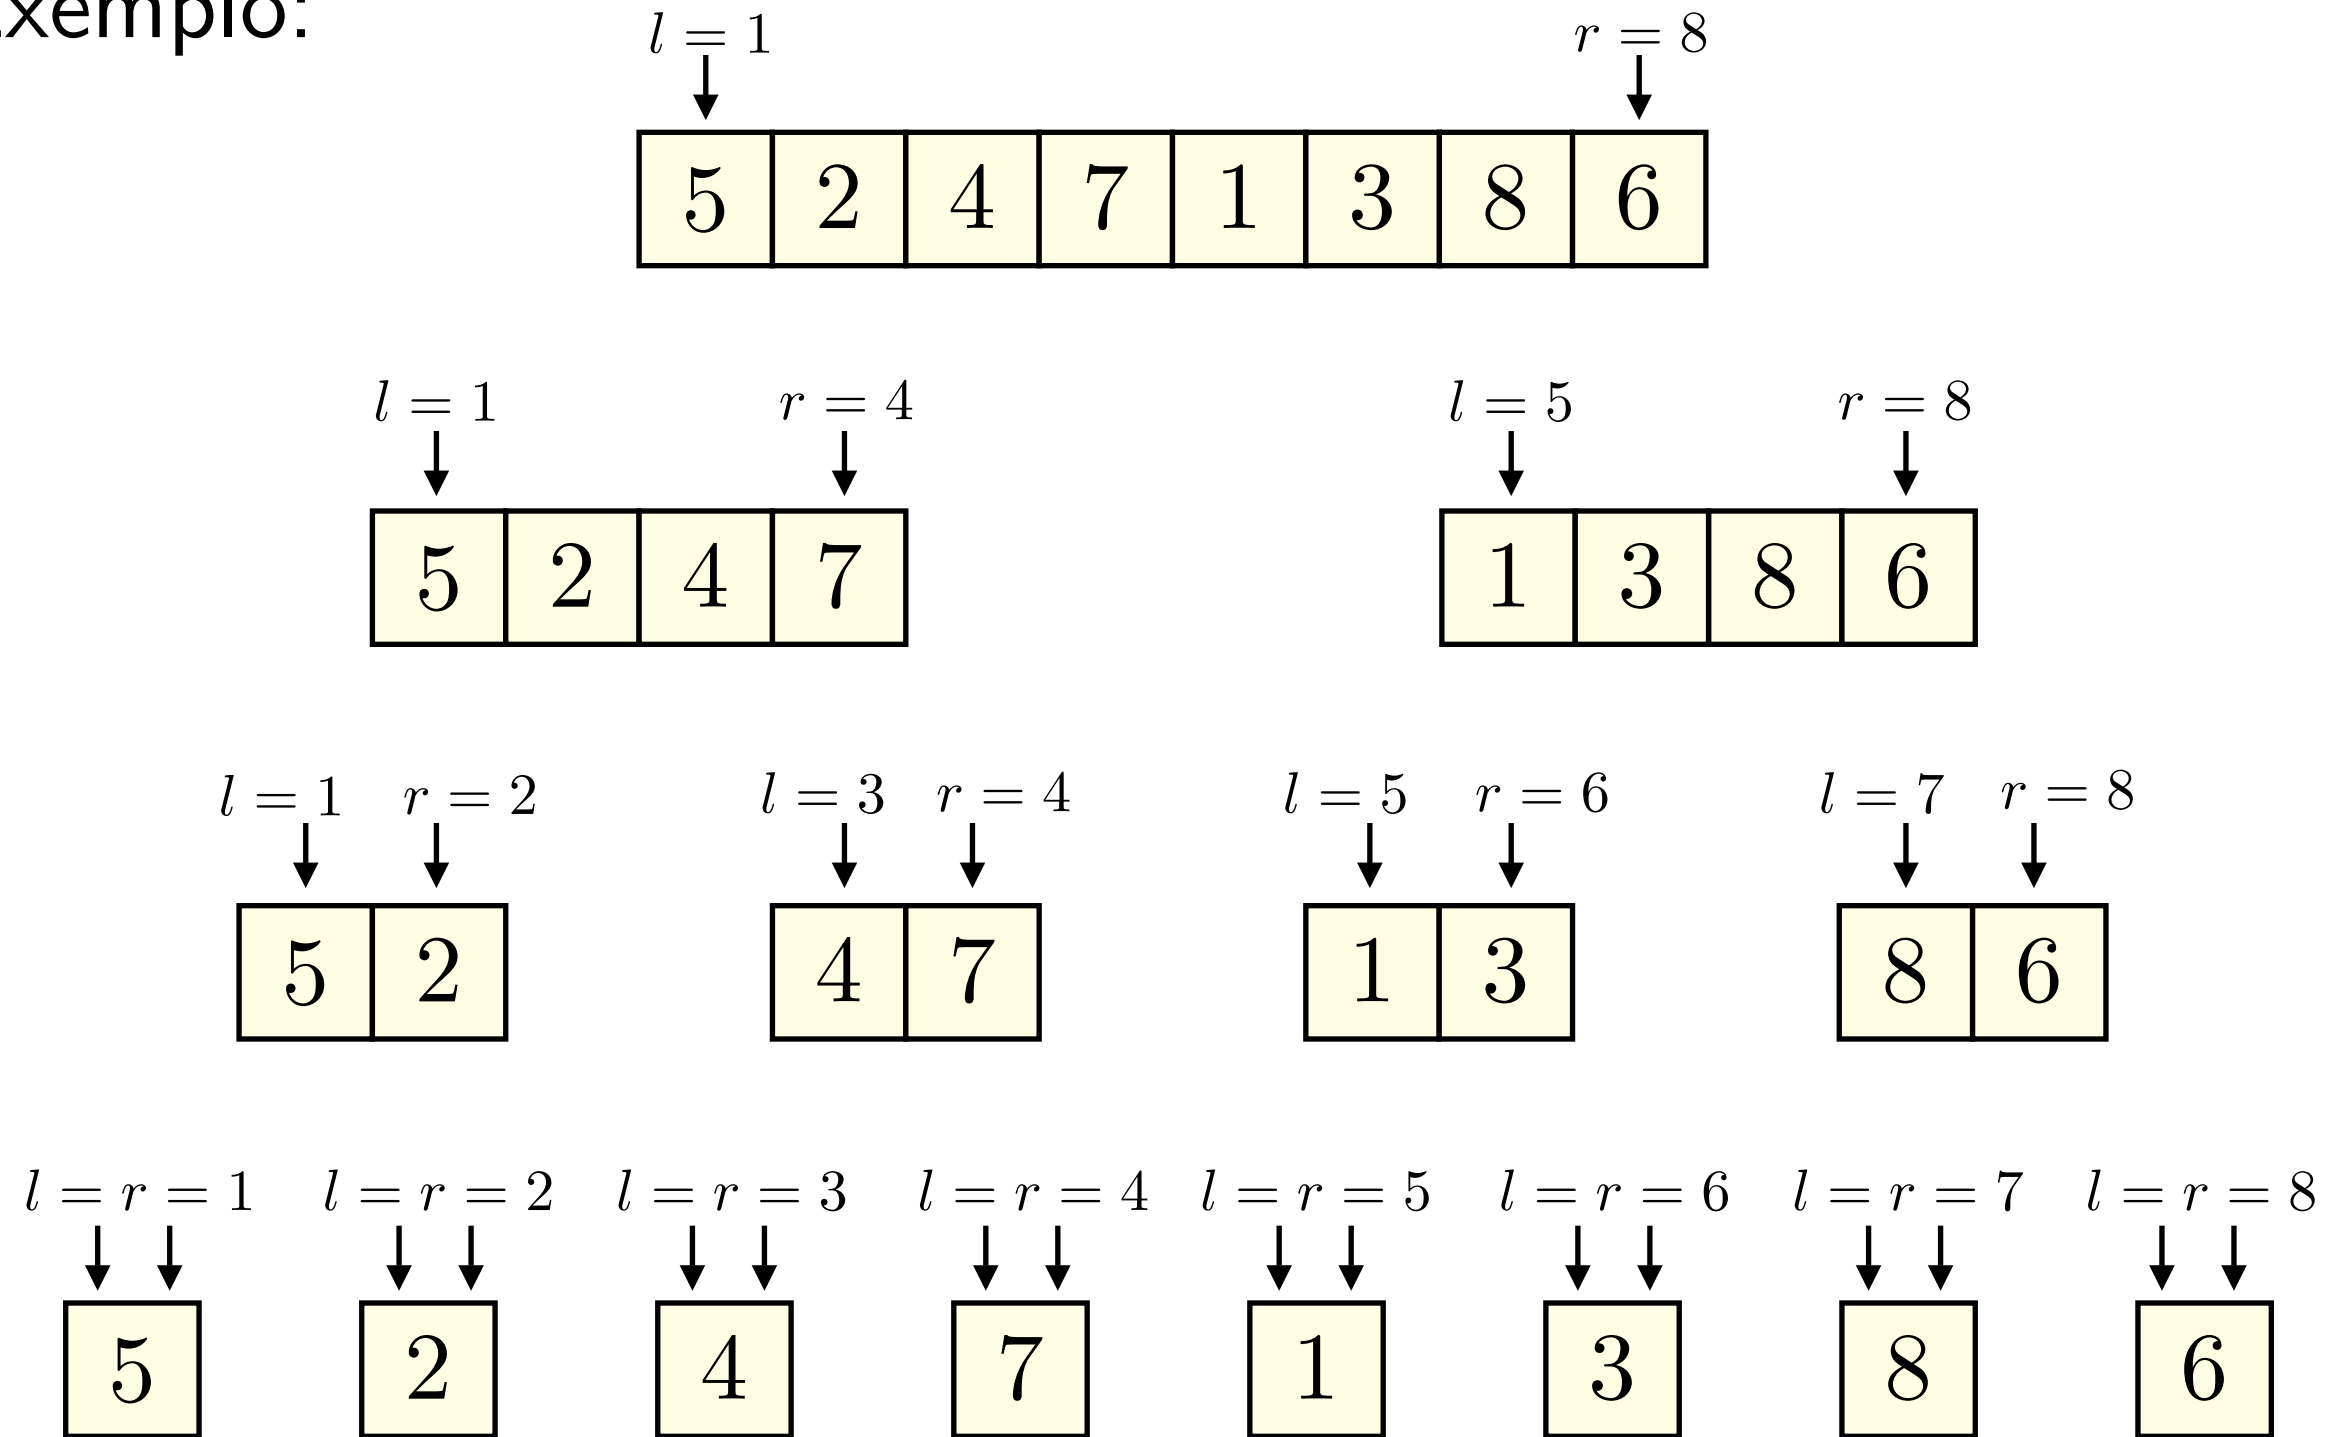 Exemplo:
l = 1 r = 8
5 2 4 7 1 3 8 6
l = 1 r = 4 l = 5 r = 8
5 2 4 7 1 3 8 6
l = 1 r = 2 l = 3 r = 4 l = 5 r = 6 l = 7 r = 8
5 2 4 7 1 3 8 6
l = r = 1 l = r = 2 l = r = 3 l = r = 4 l = r = 5 l = r = 6 l = r = 7 l = r = 8
5 2 4 7 1 3 8 6